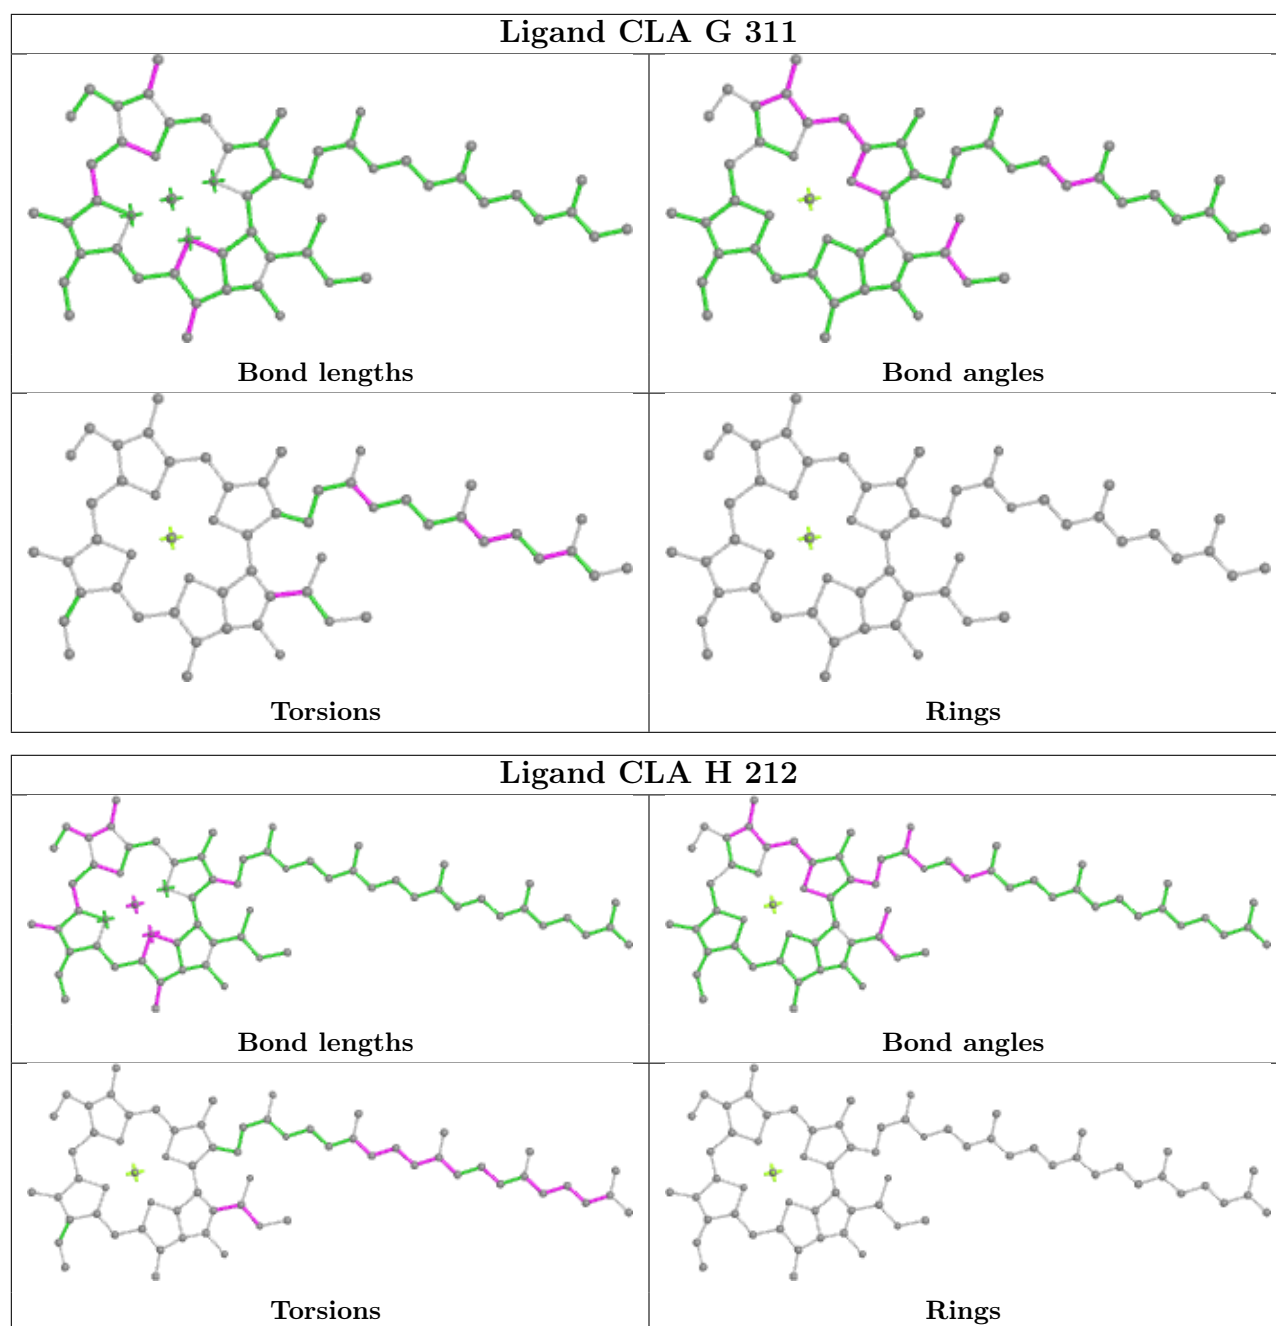 Ligand CLA G 311
Bond lengths
Bond angles
Torsions
Rings
Ligand CLA H 212
Bond lengths
Bond angles
Torsions
Rings